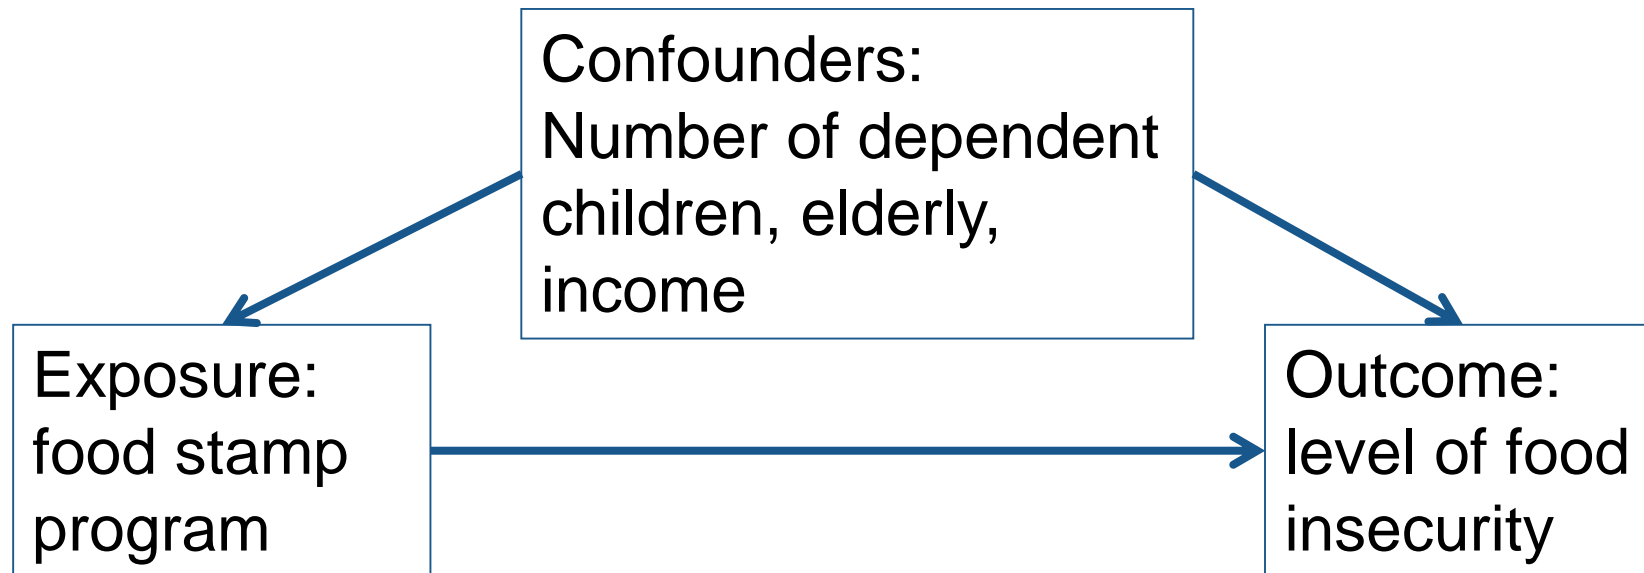 Confounders:
Number of dependent
children, elderly,
income
Exposure:
food stamp
program
Outcome:
level of food
insecurity